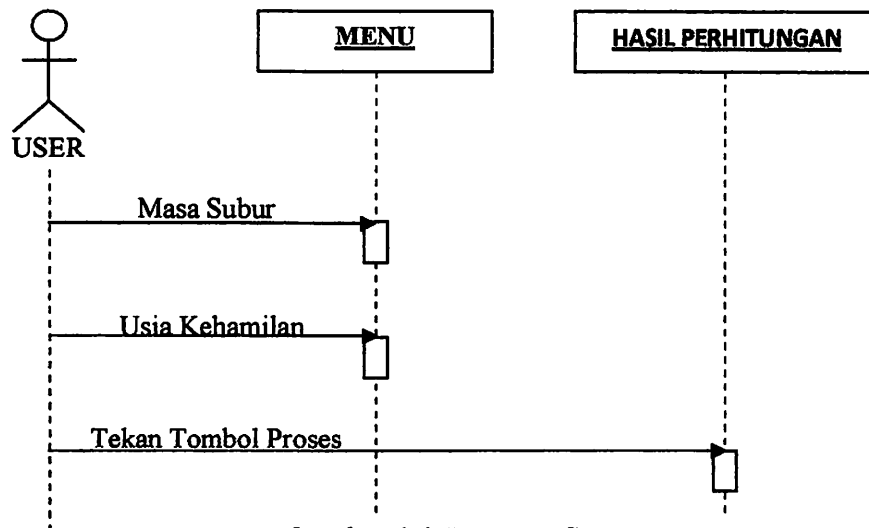 MENU
HASIL PERHITUNGAN
USER
Masa Subur
Usia Kehamilan
Tekan Tombol Proses